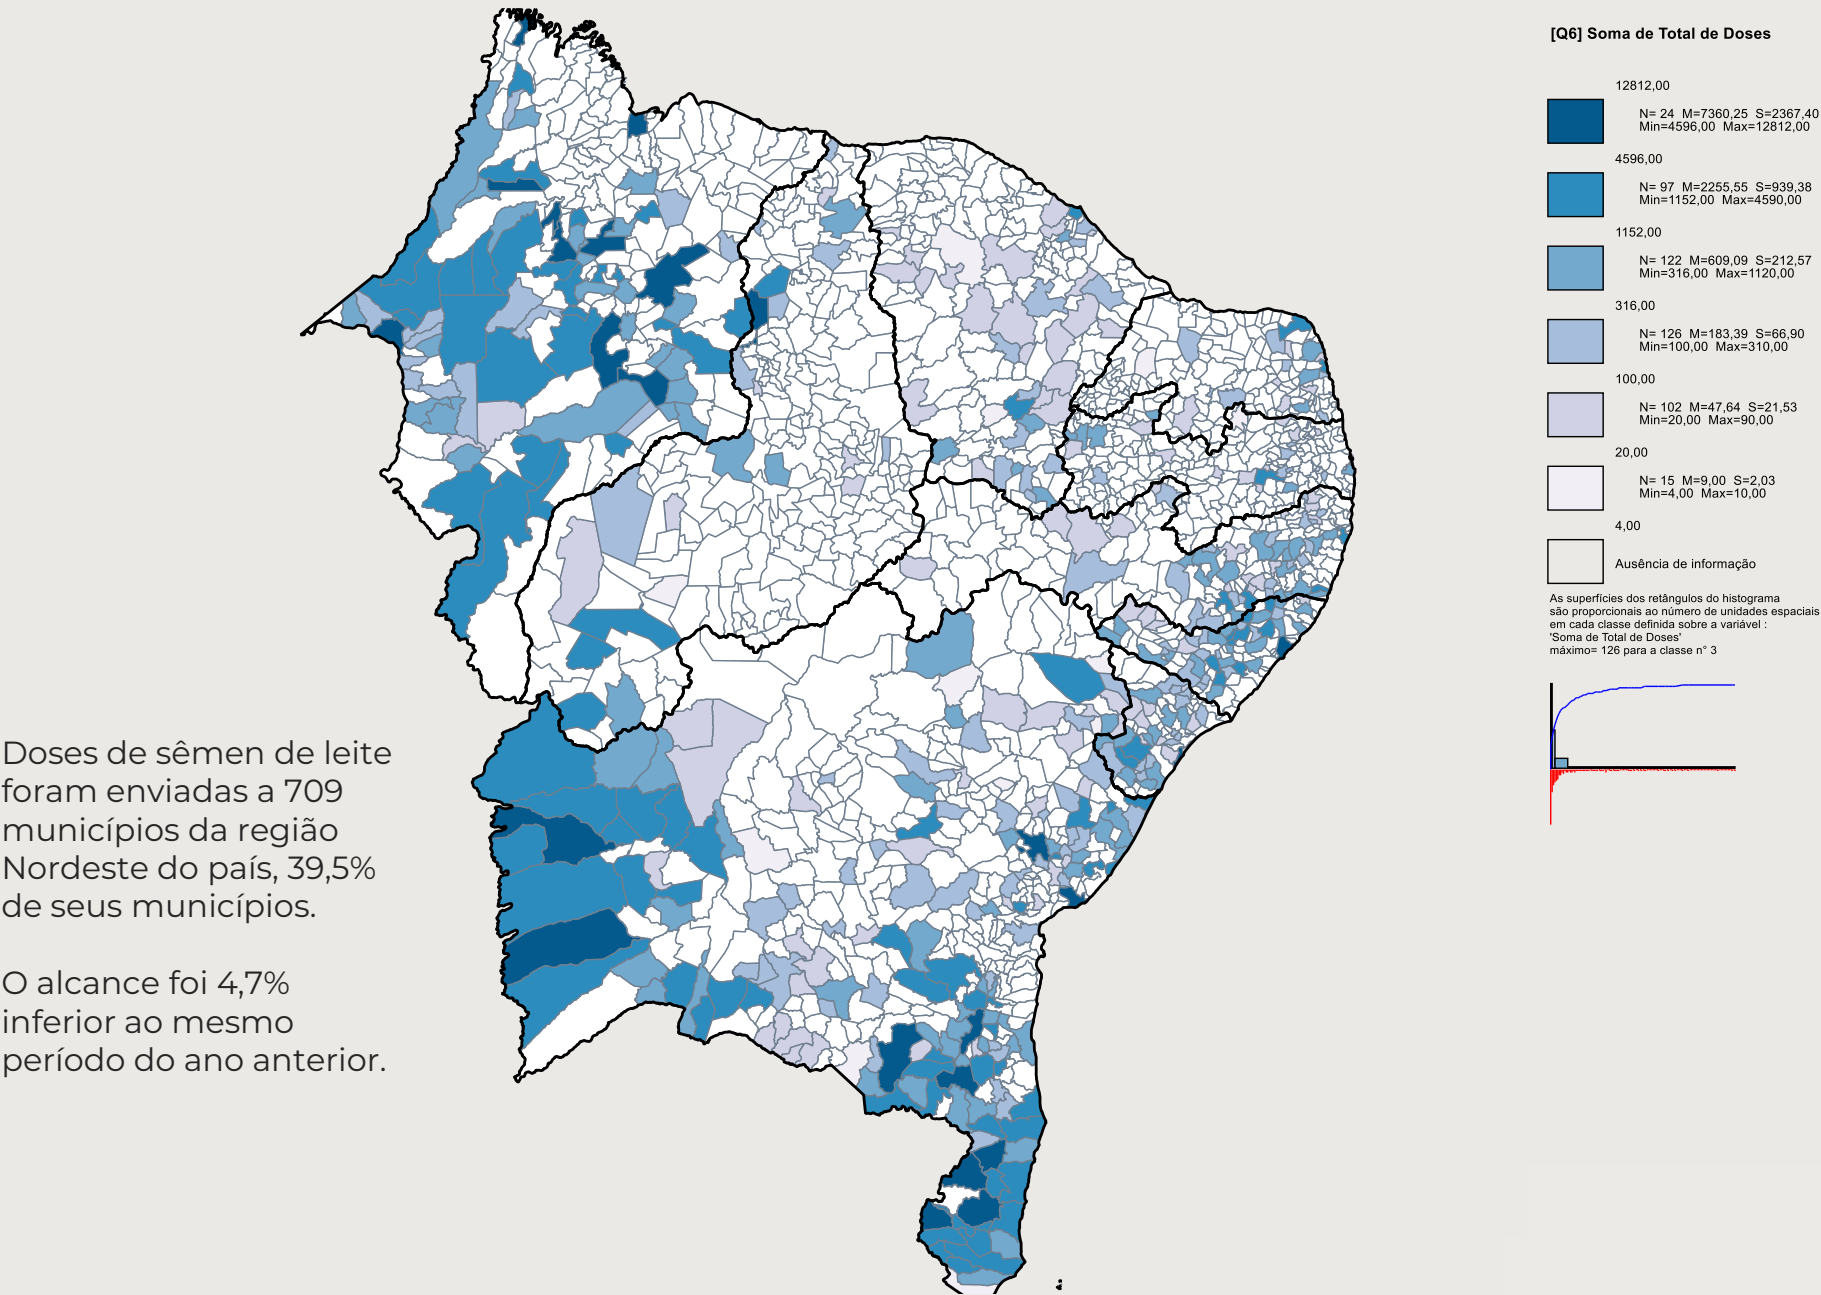 [Q6] Soma de Total de Doses
12812,00
N= 24  M=7360,25  S=2367,40
Min=4596,00  Max=12812,00
4596,00
N= 97  M=2255,55  S=939,38
Min=1152,00  Max=4590,00
1152,00
N= 122  M=609,09  S=212,57
Min=316,00  Max=1120,00
316,00
N= 126  M=183,39  S=66,90
Min=100,00  Max=310,00
100,00
N= 102  M=47,64  S=21,53
Min=20,00  Max=90,00
20,00
N= 15  M=9,00  S=2,03
Min=4,00  Max=10,00
4,00
Ausência de informação
As superfícies dos retângulos do histograma
são proporcionais ao número de unidades espaciais
em cada classe definida sobre a variável :
'Soma de Total de Doses'
máximo= 126 para a classe n° 3
Doses de sêmen de leite
foram enviadas a 709
municípios da região
Nordeste do país, 39,5%
de seus municípios.
O alcance foi 4,7%
inferior ao mesmo
período do ano anterior.